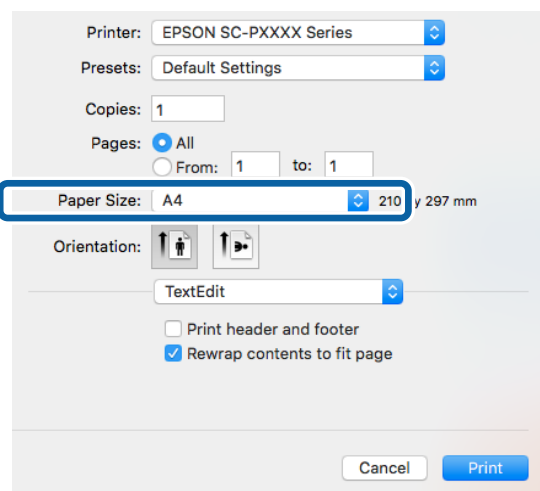 Printer: EPSON SC-PXXXX Series
Presets: Default Settings
Copies: 1
Pages: All
From: 1 to: 1
Paper Size: A4 210 y 297 mm
Orientation:
TextEdit
Print header and footer
Rewrap contents to fit page
Cancel Print